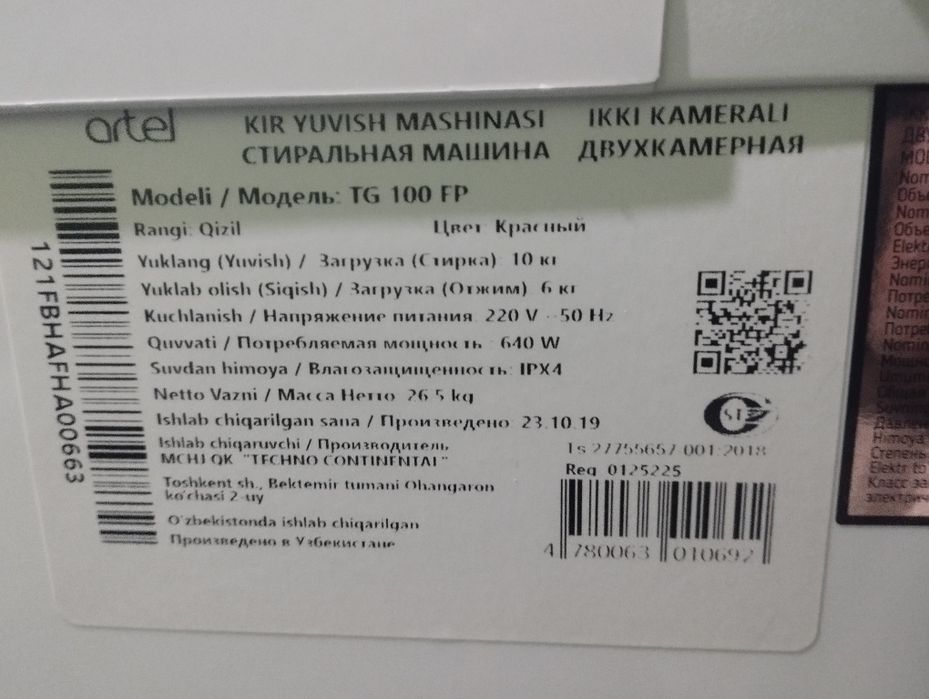 artel
KIR YUVISH MASHINASI IKKI KAMERALI
СТИРАЛЬНАЯ МАШИНА ДВУХКАМЕРНАЯ
Modeli / Модель: TG 100 FP
Rangi: Qizil Цвет Красный
Yuklang (Yuvish) / Загрузка (Стирка) 10 кг
Yuklab olish (Siqish) / Загрузка (Отжим) 6 кг
Kuchlanish / Напряжение питания 220 V - 50 Hz
Quvvati / Потребляемая мощность 640 W
Suvdan himoya / Влагозащищенность: IPX4
Netto Vazni / Масса Нетто 26.5 kg
Ishlab chiqarilgan sana / Произведено 23.10.19
Ishlab chiqaruvchi / Производитель
MCHJ QK "TECHNO CONTINENTAL"
Toshkent sh., Bektemir tumani Ohangaron
ko'chasi 2-uy
O'zbekistonda ishlab chiqarilgan
Произведено в Узбекистане
121FBHAFHA00663
Ts 27755657-001:2018
Reg 0125225
4 780063 010692
Nom
Nom
Elekt
Энер